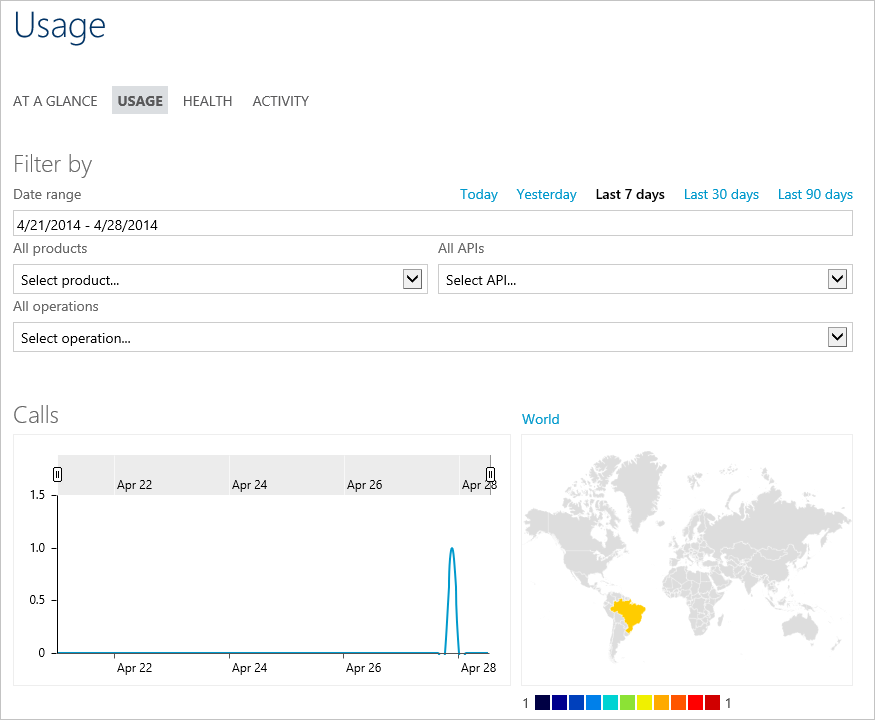 Usage
AT A GLANCE USAGE HEALTH ACTIVITY
Filter by
Date range Today Yesterday Last 7 days Last 30 days Last 90 days
4/21/2014 - 4/28/2014
All products All APIs
Select product... Select API...
All operations
Select operation...
Calls World
Apr 22 Apr 24 Apr 26 Apr 28
1.5
1.0
0.5
0
Apr 22 Apr 24 Apr 26 Apr 28
1 1